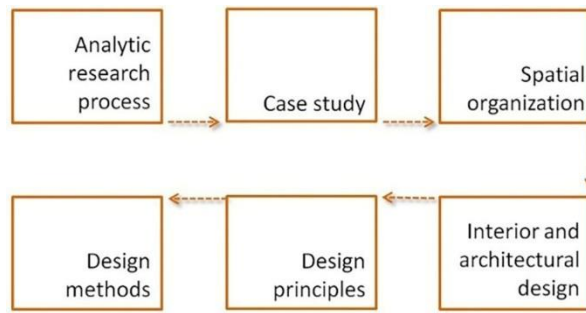 Analytic
research
process
Case study
Spatial
organization
Design
methods
Design
principles
Interior and
architectural
design